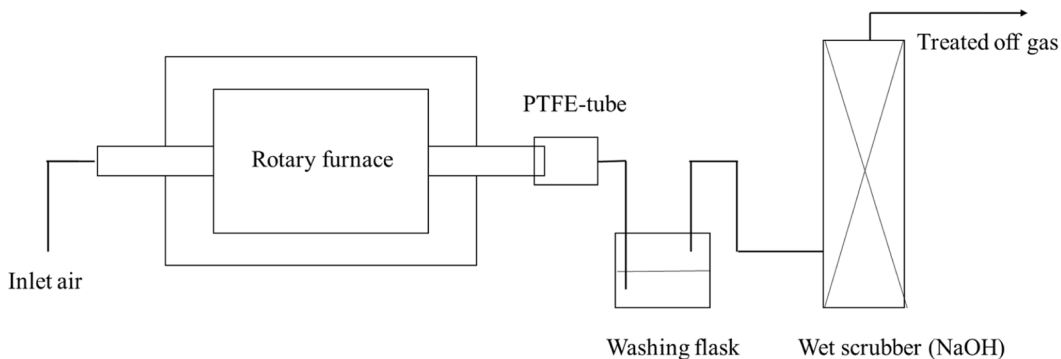 Treated off gas
PTFE-tube
Rotary furnace
Inlet air
Washing flask
Wet scrubber (NaOH)